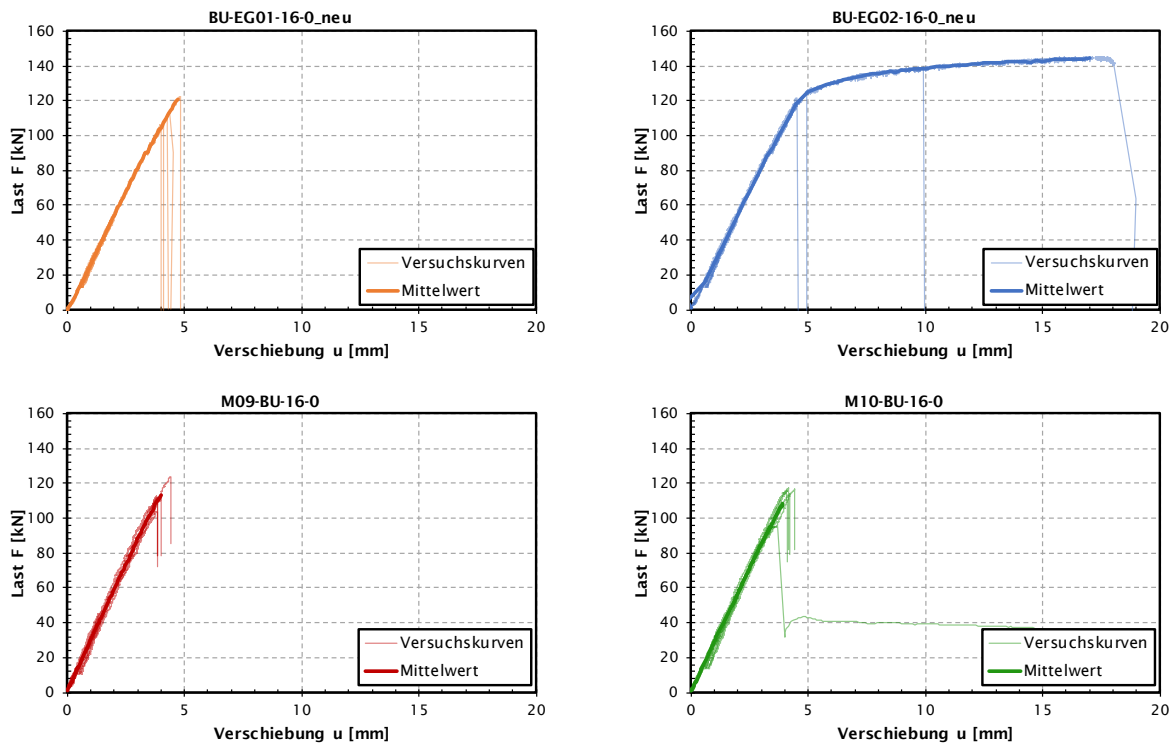 BU-EG01-16-0_neu
160
140
120
100
80
60
40
20
0
Last F [kN]
Versuchskurven
Mittelwert
0 5 10 15 20
Verschiebung u [mm]
BU-EG02-16-0_neu
160
140
120
100
80
60
40
20
0
Last F [kN]
Versuchskurven
Mittelwert
0 5 10 15 20
Verschiebung u [mm]
M09-BU-16-0
160
140
120
100
80
60
40
20
0
Last F [kN]
Versuchskurven
Mittelwert
0 5 10 15 20
Verschiebung u [mm]
M10-BU-16-0
160
140
120
100
80
60
40
20
0
Last F [kN]
Versuchskurven
Mittelwert
0 5 10 15 20
Verschiebung u [mm]